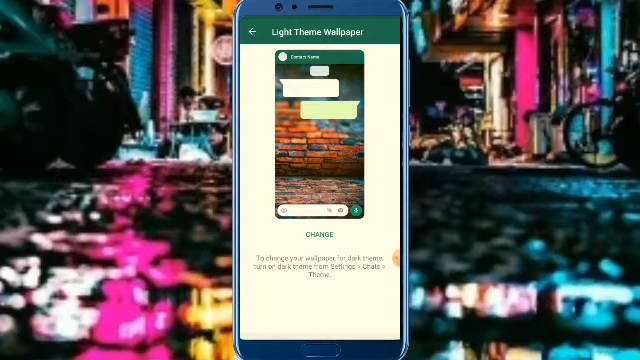 Light Theme Wallpaper
Contact Name
CHANGE
To change your wallpaper for dark theme,
turn on dark theme from Settings > Chats >
Theme.